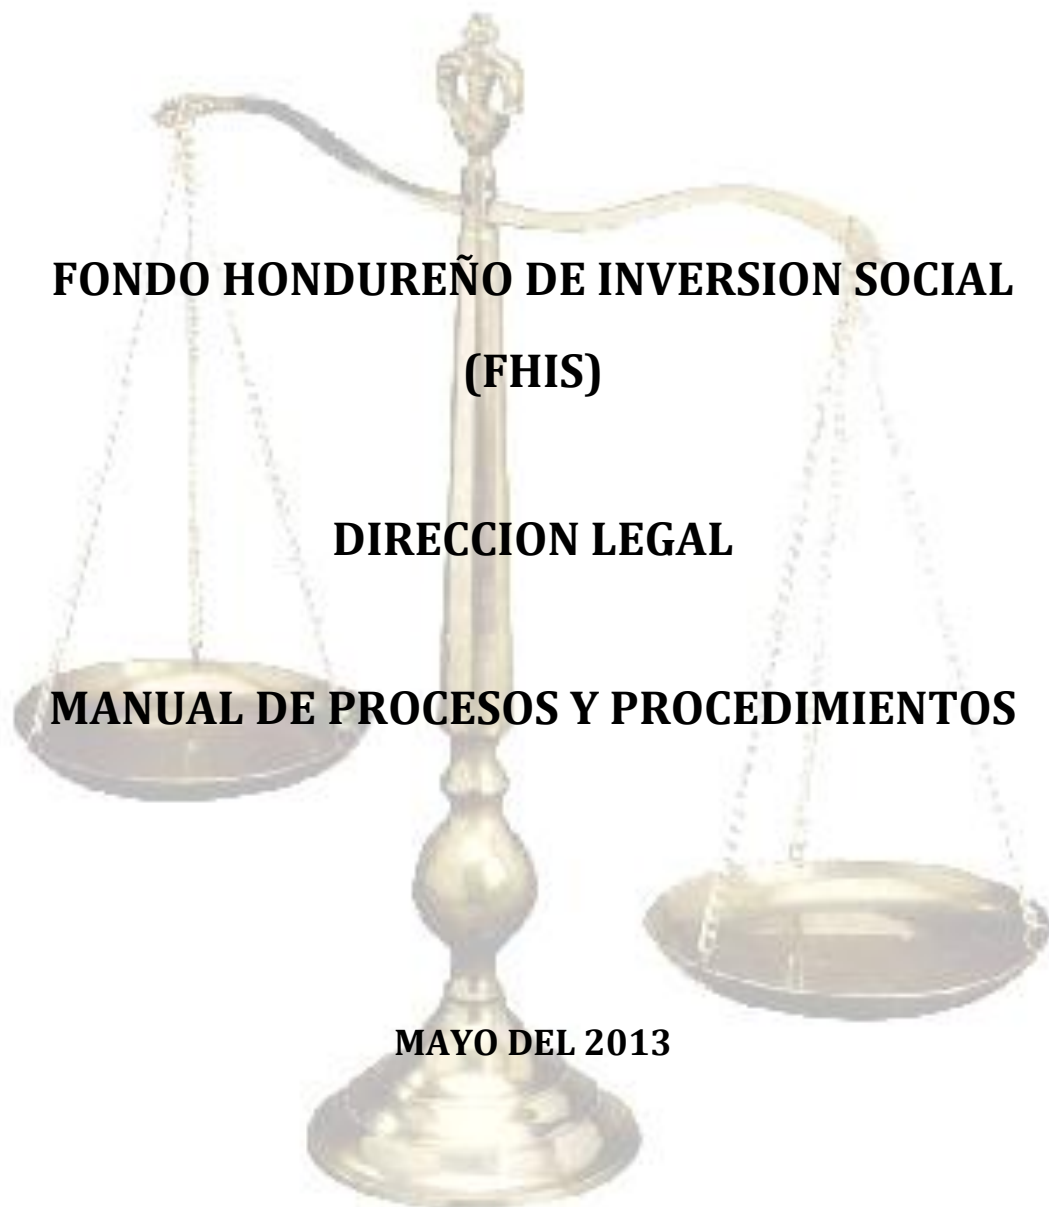 FONDO HONDUREÑO DE INVERSION SOCIAL
(FHIS)
DIRECCION LEGAL
MANUAL DE PROCESOS Y PROCEDIMIENTOS
MAYO DEL 2013